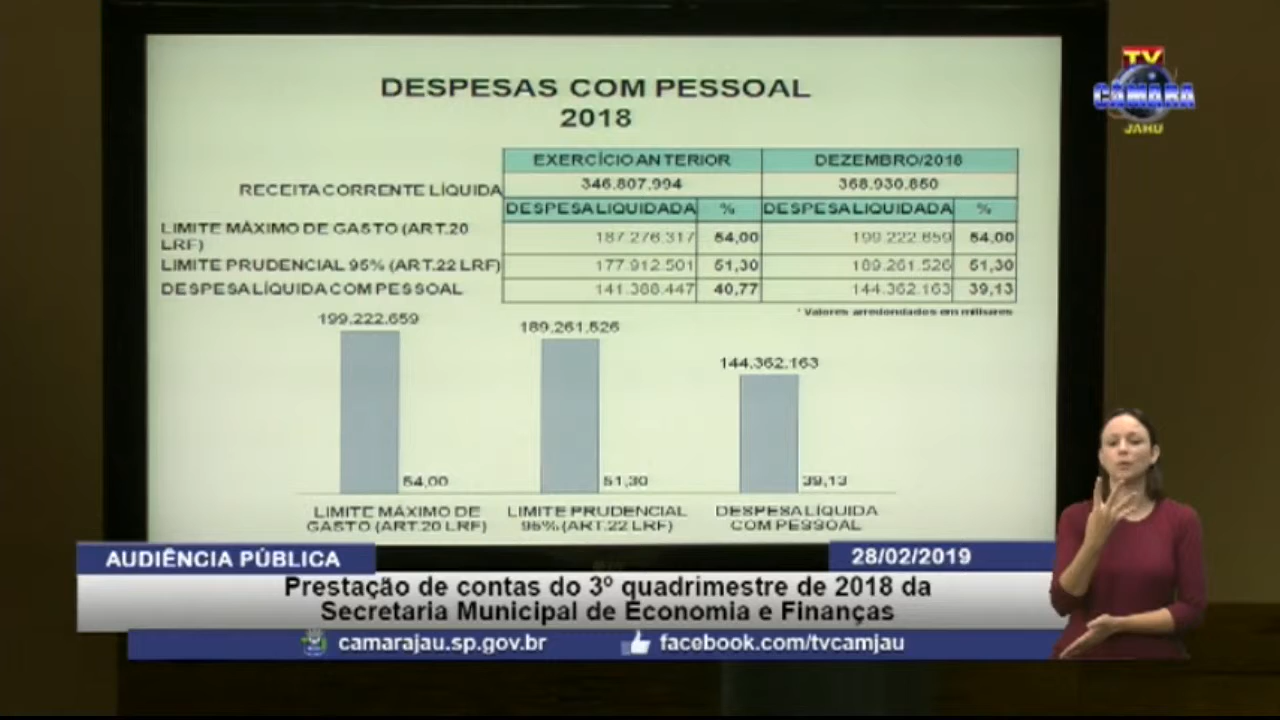 DESPESAS COM PESSOAL
2018
EXERCÍCIO ANTERIOR DEZEMBRO/2018
RECEITA CORRENTE LÍQUIDA 346.807.994 368.930.850
DESPESA LIQUIDADA % DESPESA LIQUIDADA %
LIMITE MÁXIMO DE GASTO (ART.20 LRF) 187.276.317 54,00 199.222.659 54,00
LIMITE PRUDENCIAL 95% (ART.22 LRF) 177.912.501 51,30 189.261.526 51,30
DESPESA LÍQUIDA COM PESSOAL 141.388.447 40,77 144.362.163 39,13
* Valores arredondados em milhares
199.222.659 189.261.526 144.362.163
54,00 51,30 39,13
LIMITE MÁXIMO DE
GASTO (ART.20 LRF)
LIMITE PRUDENCIAL
95% (ART.22 LRF)
DESPESA LÍQUIDA
COM PESSOAL
TV
CÂMARA
JAHU
AUDIÊNCIA PÚBLICA
28/02/2019
Prestação de contas do 3º quadrimestre de 2018 da
Secretaria Municipal de Economia e Finanças
camarajau.sp.gov.br
facebook.com/tvcamjau